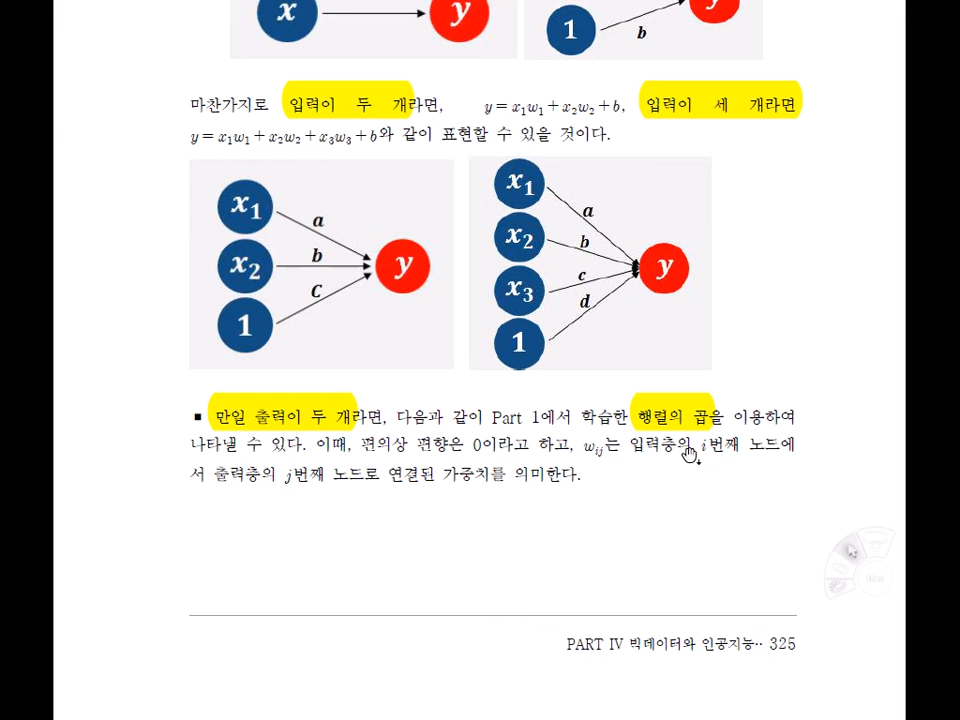 x y
1 b y
마찬가지로 입력이 두 개라면, y = x₁w₁ + x₂w₂ + b, 입력이 세 개라면
y = x₁w₁ + x₂w₂ + x₃w₃ + b와 같이 표현할 수 있을 것이다.
x₁ a
x₂ b y
1 C
x₁ a
x₂ b
x₃ c y
1 d
▪ 만일 출력이 두 개라면, 다음과 같이 Part 1에서 학습한 행렬의 곱을 이용하여
나타낼 수 있다. 이때, 편의상 편향은 0이라고 하고, wᵢⱼ는 입력층의 i번째 노드에
서 출력층의 j번째 노드로 연결된 가중치를 의미한다.
PART Ⅳ 빅데이터와 인공지능·· 325